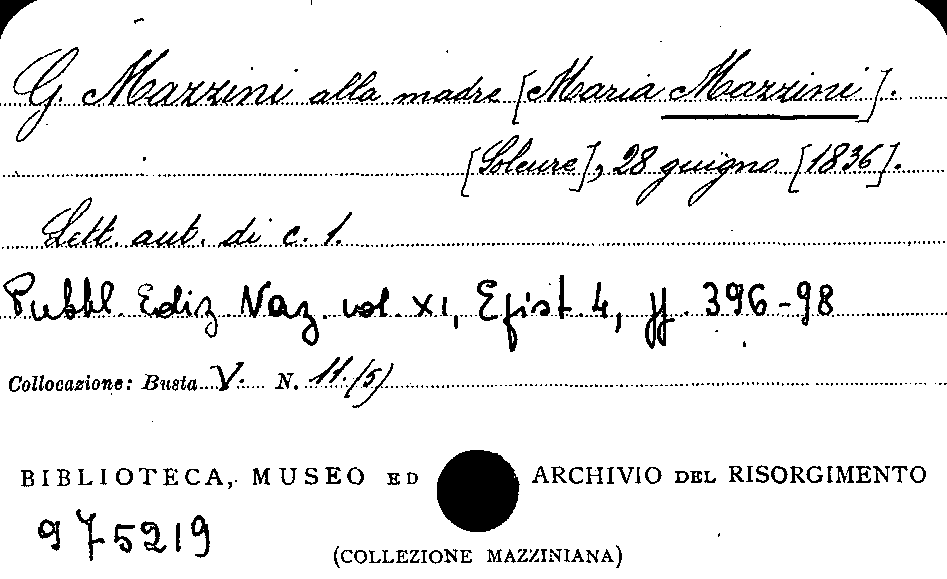 G. Mazzini alla madre [Maria Mazzini].
[Soleure], 28 giugno [1836].
Lett. aut. di c. 1.
Pubbl. Ediz. Naz. vol. XI, Epist. 4, pp. 396-98
Collocazione: Busta V. N. 11.(5)
BIBLIOTECA, MUSEO ED ARCHIVIO DEL RISORGIMENTO
975219
(COLLEZIONE MAZZINIANA)